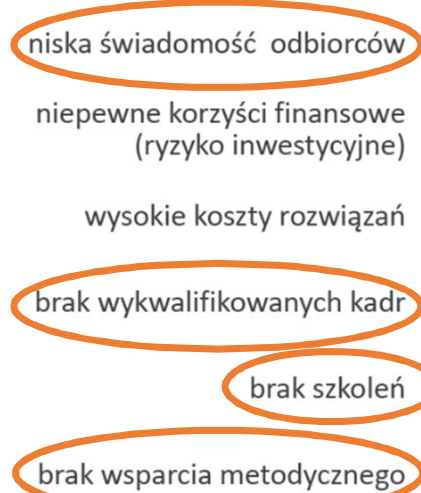 niska świadomość odbiorców
niepewne korzyści finansowe
(ryzyko inwestycyjne)
wysokie koszty rozwiązań
brak wykwalifikowanych kadr
brak szkoleń
brak wsparcia metodycznego